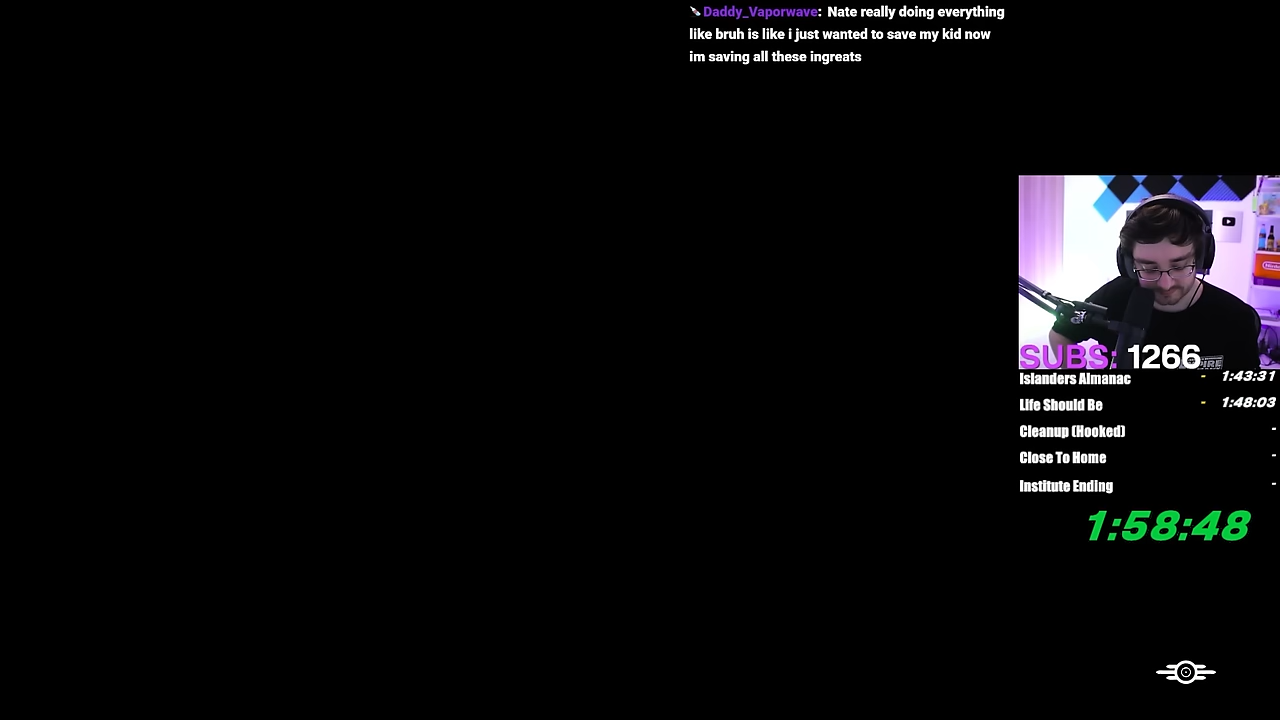 Daddy_Vaporwave: Nate really doing everything
like bruh is like i just wanted to save my kid now
im saving all these ingreats
SUBS: 1266
Islanders Almanac - 1:43:31
Life Should Be - 1:48:03
Cleanup (Hooked) -
Close To Home -
Institute Ending -
1:58:48